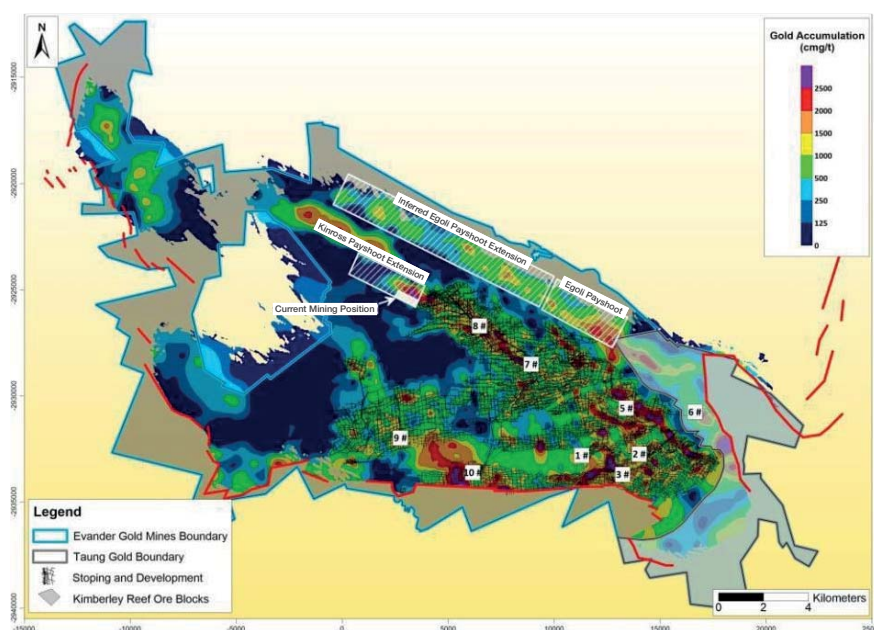 N
Gold Accumulation
(cmg/t)
2500
2000
1500
1000
500
250
125
0
-2915000
-2920000
-2925000
-2930000
-2935000
-2940000
Inferred Egoli Payshoot Extension
Kinross Payshoot Extension
Egoli Payshoot
Current Mining Position
8 #
7 #
5 #
6 #
9 #
1 #
2 #
10 #
3 #
Legend
Evander Gold Mines Boundary
Taung Gold Boundary
Stoping and Development
Kimberley Reef Ore Blocks
Kilometers
0 2 4
-15000 -10000 -5000 0 5000 10000 15000 20000